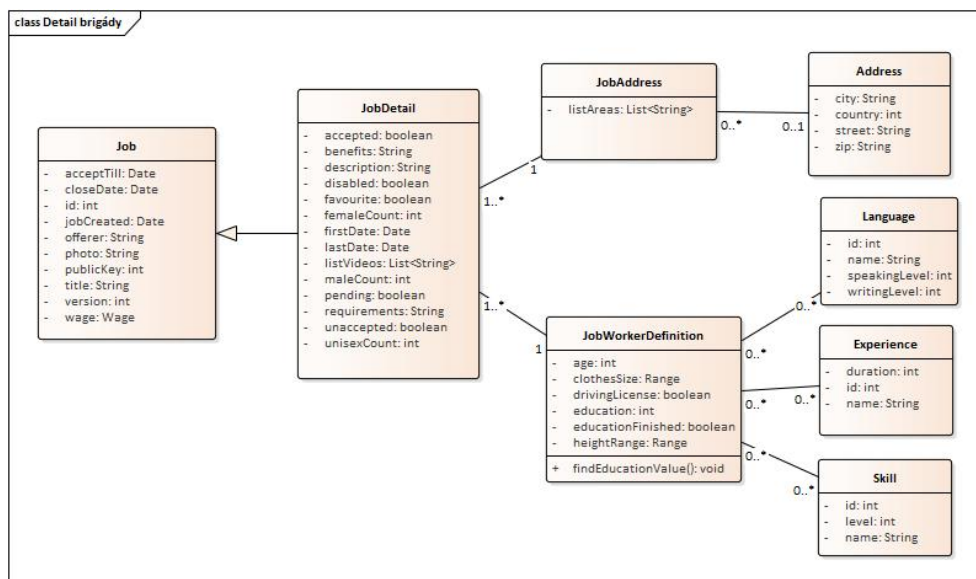 class Detail brigády
Job
- acceptTill: Date
- closeDate: Date
- id: int
- jobCreated: Date
- offerer: String
- photo: String
- publicKey: int
- title: String
- version: int
- wage: Wage
JobDetail
- accepted: boolean
- benefits: String
- description: String
- disabled: boolean
- favourite: boolean
- femaleCount: int
- firstDate: Date
- lastDate: Date
- listVideos: List<String>
- maleCount: int
- pending: boolean
- requirements: String
- unaccepted: boolean
- unisexCount: int
1..*
1
1..*
1
JobAddress
- listAreas: List<String>
0..*
0..1
Address
- city: String
- country: int
- street: String
- zip: String
JobWorkerDefinition
- age: int
- clothesSize: Range
- drivingLicense: boolean
- education: int
- educationFinished: boolean
- heightRange: Range
+ findEducationValue(): void
0..*
0..*
0..*
0..*
0..*
0..*
Language
- id: int
- name: String
- speakingLevel: int
- writingLevel: int
Experience
- duration: int
- id: int
- name: String
Skill
- id: int
- level: int
- name: String